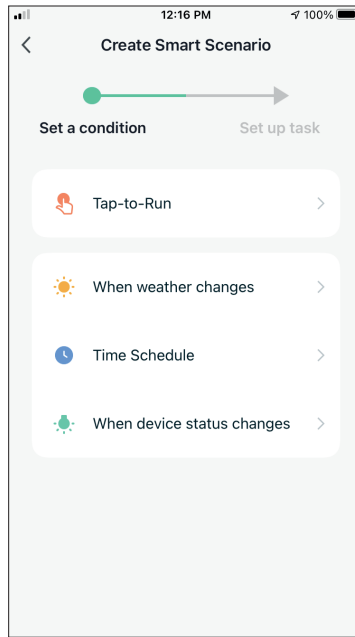 12:16 PM
100%
Create Smart Scenario
Set a condition
Set up task
Tap-to-Run
When weather changes
Time Schedule
When device status changes